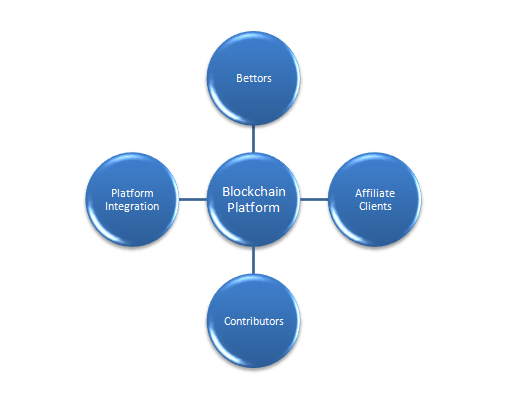 Bettors
Platform
Integration
Blockchain
Platform
Affiliate
Clients
Contributors